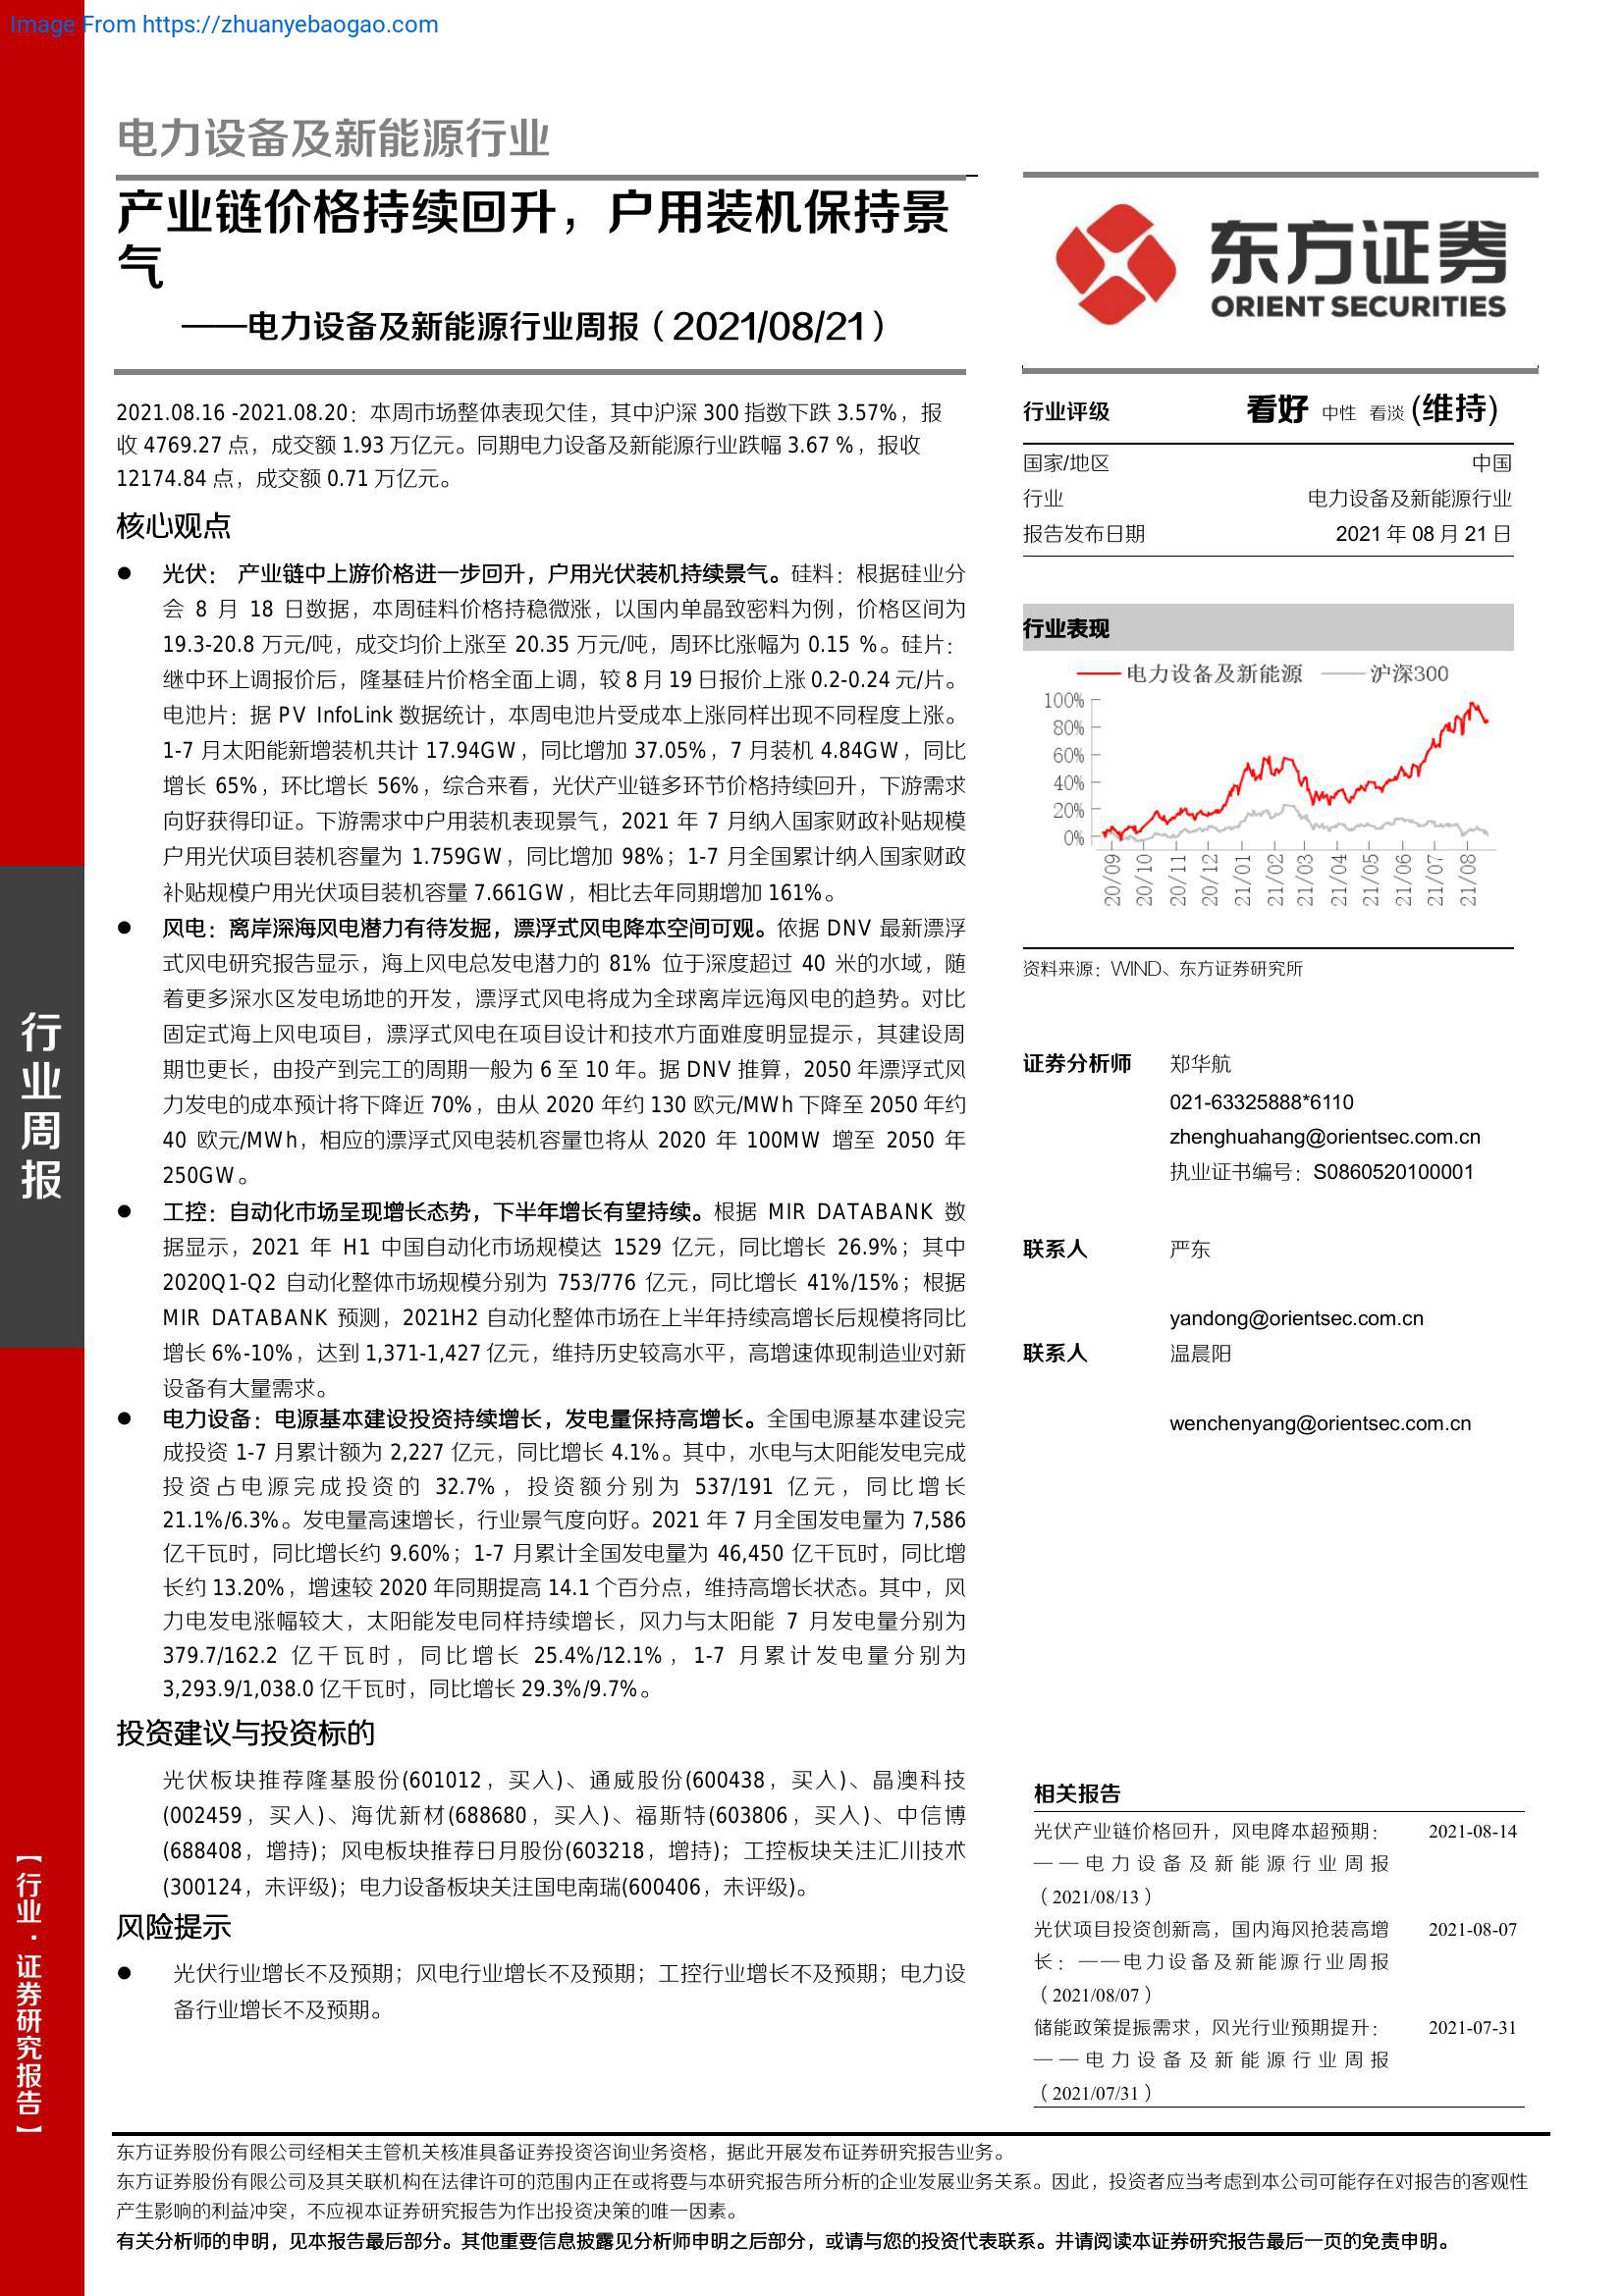 Image From https://zhuanyebaogao.com
电力设备及新能源行业
产业链价格持续回升，户用装机保持景
气
——电力设备及新能源行业周报（2021/08/21）
2021.08.16 -2021.08.20：本周市场整体表现欠佳，其中沪深 300 指数下跌 3.57%，报
收 4769.27 点，成交额 1.93 万亿元。同期电力设备及新能源行业跌幅 3.67 %，报收
12174.84 点，成交额 0.71 万亿元。
核心观点
● 光伏： 产业链中上游价格进一步回升，户用光伏装机持续景气。硅料：根据硅业分
会 8 月 18 日数据，本周硅料价格持稳微涨，以国内单晶致密料为例，价格区间为
19.3-20.8 万元/吨，成交均价上涨至 20.35 万元/吨，周环比涨幅为 0.15 %。硅片：
继中环上调报价后，隆基硅片价格全面上调，较 8 月 19 日报价上涨 0.2-0.24 元/片。
电池片：据 PV InfoLink 数据统计，本周电池片受成本上涨同样出现不同程度上涨。
1-7 月太阳能新增装机共计 17.94GW，同比增加 37.05%，7 月装机 4.84GW，同比
增长 65%，环比增长 56%，综合来看，光伏产业链多环节价格持续回升，下游需求
向好获得印证。下游需求中户用装机表现景气，2021 年 7 月纳入国家财政补贴规模
户用光伏项目装机容量为 1.759GW，同比增加 98%；1-7 月全国累计纳入国家财政
补贴规模户用光伏项目装机容量 7.661GW，相比去年同期增加 161%。
● 风电：离岸深海风电潜力有待发掘，漂浮式风电降本空间可观。依据 DNV 最新漂浮
式风电研究报告显示，海上风电总发电潜力的 81% 位于深度超过 40 米的水域，随
着更多深水区发电场地的开发，漂浮式风电将成为全球离岸远海风电的趋势。对比
固定式海上风电项目，漂浮式风电在项目设计和技术方面难度明显提示，其建设周
期也更长，由投产到完工的周期一般为 6 至 10 年。据 DNV 推算，2050 年漂浮式风
力发电的成本预计将下降近 70%，由从 2020 年约 130 欧元/MWh 下降至 2050 年约
40 欧元/MWh，相应的漂浮式风电装机容量也将从 2020 年 100MW 增至 2050 年
250GW。
● 工控：自动化市场呈现增长态势，下半年增长有望持续。根据 MIR DATABANK 数
据显示，2021 年 H1 中国自动化市场规模达 1529 亿元，同比增长 26.9%；其中
2020Q1-Q2 自动化整体市场规模分别为 753/776 亿元，同比增长 41%/15%；根据
MIR DATABANK 预测，2021H2 自动化整体市场在上半年持续高增长后规模将同比
增长 6%-10%，达到 1,371-1,427 亿元，维持历史较高水平，高增速体现制造业对新
设备有大量需求。
● 电力设备：电源基本建设投资持续增长，发电量保持高增长。全国电源基本建设完
成投资 1-7 月累计额为 2,227 亿元，同比增长 4.1%。其中，水电与太阳能发电完成
投资占电源完成投资的 32.7%，投资额分别为 537/191 亿元，同比增长
21.1%/6.3%。发电量高速增长，行业景气度向好。2021 年 7 月全国发电量为 7,586
亿千瓦时，同比增长约 9.60%；1-7 月累计全国发电量为 46,450 亿千瓦时，同比增
长约 13.20%，增速较 2020 年同期提高 14.1 个百分点，维持高增长状态。其中，风
力电发电涨幅较大，太阳能发电同样持续增长，风力与太阳能 7 月发电量分别为
379.7/162.2 亿千瓦时，同比增长 25.4%/12.1%，1-7 月累计发电量分别为
3,293.9/1,038.0 亿千瓦时，同比增长 29.3%/9.7%。
投资建议与投资标的
光伏板块推荐隆基股份(601012，买入)、通威股份(600438，买入)、晶澳科技
(002459，买入)、海优新材(688680，买入)、福斯特(603806，买入)、中信博
(688408，增持)；风电板块推荐日月股份(603218，增持)；工控板块关注汇川技术
(300124，未评级)；电力设备板块关注国电南瑞(600406，未评级)。
风险提示
● 光伏行业增长不及预期；风电行业增长不及预期；工控行业增长不及预期；电力设
备行业增长不及预期。
东方证券
ORIENT SECURITIES
行业评级 看好 中性 看淡 (维持)
国家/地区 中国
行业 电力设备及新能源行业
报告发布日期 2021 年 08 月 21 日
行业表现
电力设备及新能源 沪深300
100%
80%
60%
40%
20%
0%
20/09 20/10 20/11 20/12 21/01 21/02 21/03 21/04 21/05 21/06 21/07 21/08
资料来源：WIND、东方证券研究所
证券分析师 郑华航
021-63325888*6110
zhenghuahang@orientsec.com.cn
执业证书编号：S0860520100001
联系人 严东
yandong@orientsec.com.cn
联系人 温晨阳
wenchenyang@orientsec.com.cn
相关报告
光伏产业链价格回升，风电降本超预期： 2021-08-14
——电力设备及新能源行业周报
（2021/08/13）
光伏项目投资创新高，国内海风抢装高增 2021-08-07
长：——电力设备及新能源行业周报
（2021/08/07）
储能政策提振需求，风光行业预期提升： 2021-07-31
——电力设备及新能源行业周报
（2021/07/31）
行业周报
【行业·证券研究报告】
东方证券股份有限公司经相关主管机关核准具备证券投资咨询业务资格，据此开展发布证券研究报告业务。
东方证券股份有限公司及其关联机构在法律许可的范围内正在或将要与本研究报告所分析的企业发展业务关系。因此，投资者应当考虑到本公司可能存在对报告的客观性
产生影响的利益冲突，不应视本证券研究报告为作出投资决策的唯一因素。
有关分析师的申明，见本报告最后部分。其他重要信息披露见分析师申明之后部分，或请与您的投资代表联系。并请阅读本证券研究报告最后一页的免责申明。